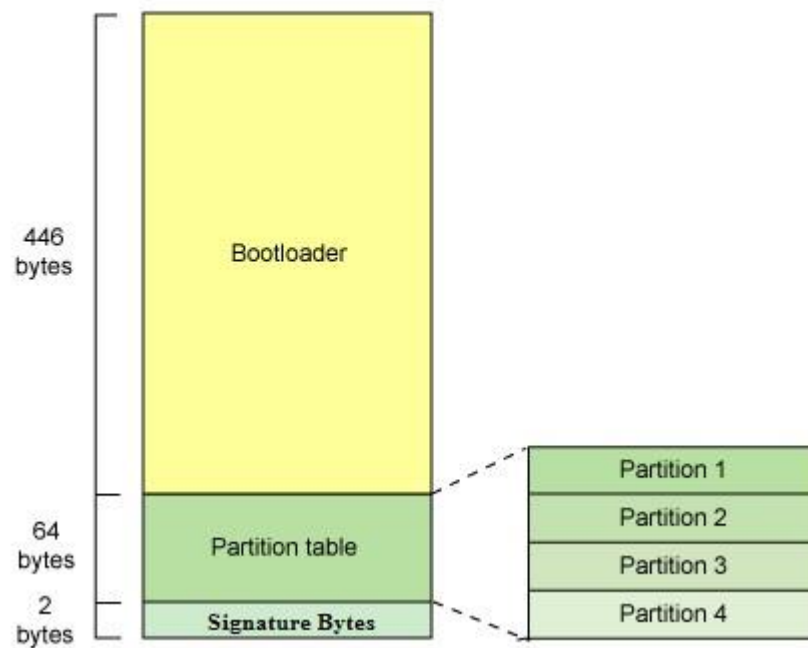 446
bytes
Bootloader
64
bytes
Partition table
2
bytes
Signature Bytes
Partition 1
Partition 2
Partition 3
Partition 4